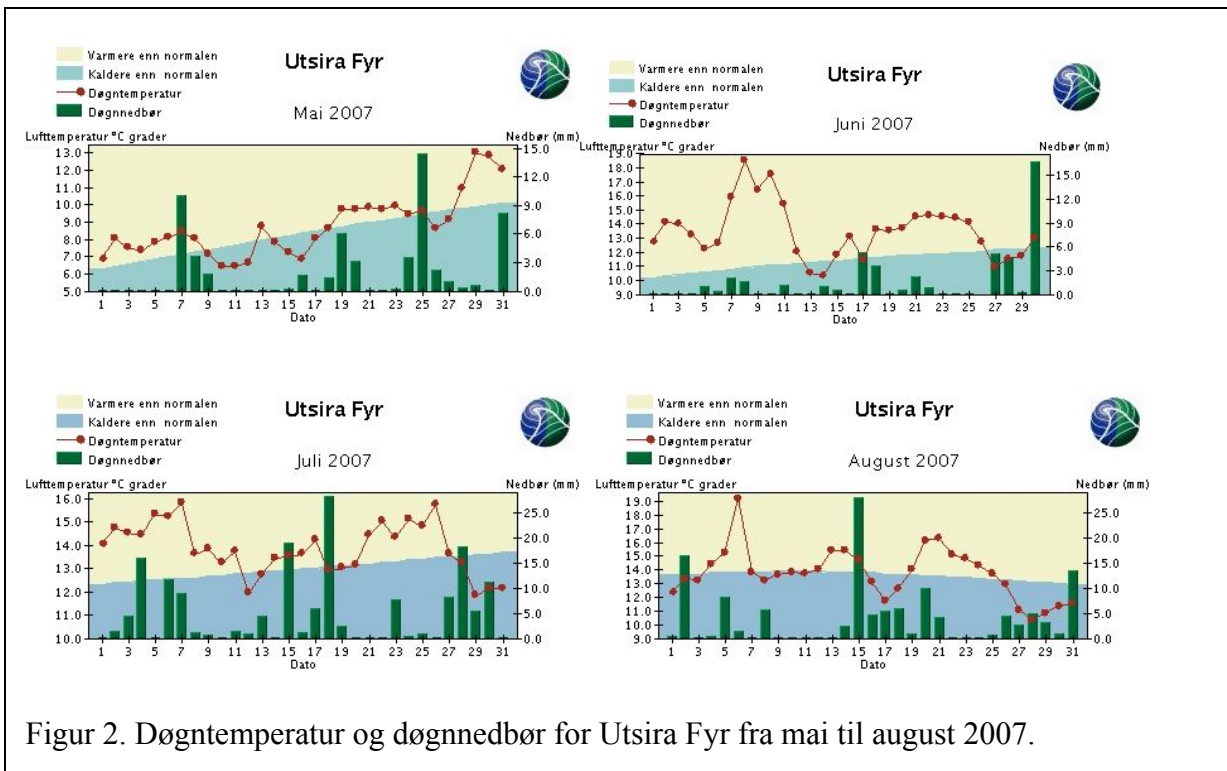 Varmere enn normalen
Kaldere enn normalen
Døgntemperatur
Døgnnedbør
Utsira Fyr
Mai 2007
Lufttemperatur °C grader
Nedbør (mm)
13.0
12.0
11.0
10.0
9.0
8.0
7.0
6.0
5.0
15.0
12.0
9.0
6.0
3.0
0.0
1 3 5 7 9 11 13 15 17 19 21 23 25 27 29 31
Dato
Varmere enn normalen
Kaldere enn normalen
Døgntemperatur
Døgnnedbør
Utsira Fyr
Juni 2007
Lufttemperatur °C grader
Nedbør (mm)
19.0
18.0
17.0
16.0
15.0
14.0
13.0
12.0
11.0
10.0
9.0
15.0
12.0
9.0
6.0
3.0
0.0
1 3 5 7 9 11 13 15 17 19 21 23 25 27 29
Dato
Varmere enn normalen
Kaldere enn normalen
Døgntemperatur
Døgnnedbør
Utsira Fyr
Juli 2007
Lufttemperatur °C grader
Nedbør (mm)
16.0
15.0
14.0
13.0
12.0
11.0
10.0
25.0
20.0
15.0
10.0
5.0
0.0
1 3 5 7 9 11 13 15 17 19 21 23 25 27 29 31
Dato
Varmere enn normalen
Kaldere enn normalen
Døgntemperatur
Døgnnedbør
Utsira Fyr
August 2007
Lufttemperatur °C grader
Nedbør (mm)
19.0
18.0
17.0
16.0
15.0
14.0
13.0
12.0
11.0
10.0
9.0
25.0
20.0
15.0
10.0
5.0
0.0
1 3 5 7 9 11 13 15 17 19 21 23 25 27 29 31
Dato
Figur 2. Døgntemperatur og døgnnedbør for Utsira Fyr fra mai til august 2007.